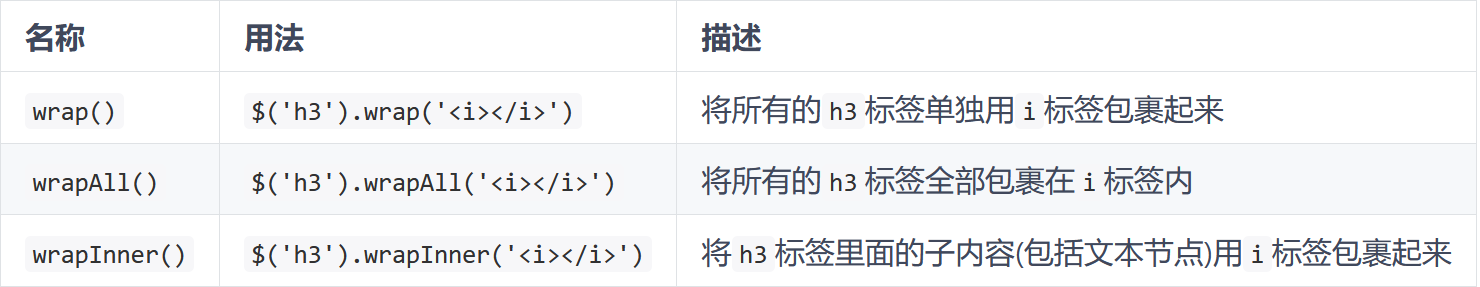 名称 用法 描述
wrap() $('h3').wrap('<i></i>') 将所有的 h3 标签单独用 i 标签包裹起来
wrapAll() $('h3').wrapAll('<i></i>') 将所有的 h3 标签全部包裹在 i 标签内
wrapInner() $('h3').wrapInner('<i></i>') 将 h3 标签里面的子内容(包括文本节点)用 i 标签包裹起来